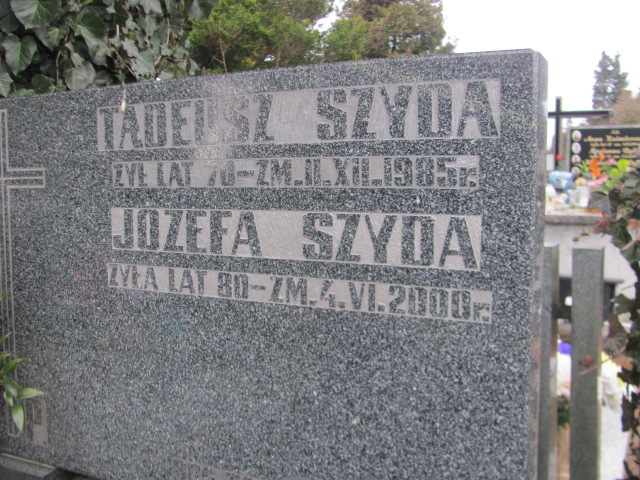 TADEUSZ SZYDA
ŻYŁ LAT 70-ZM.11.XII.1985r.
JÓZEFA SZYDA
ŻYŁA LAT 80-ZM.4.VI.2000r.